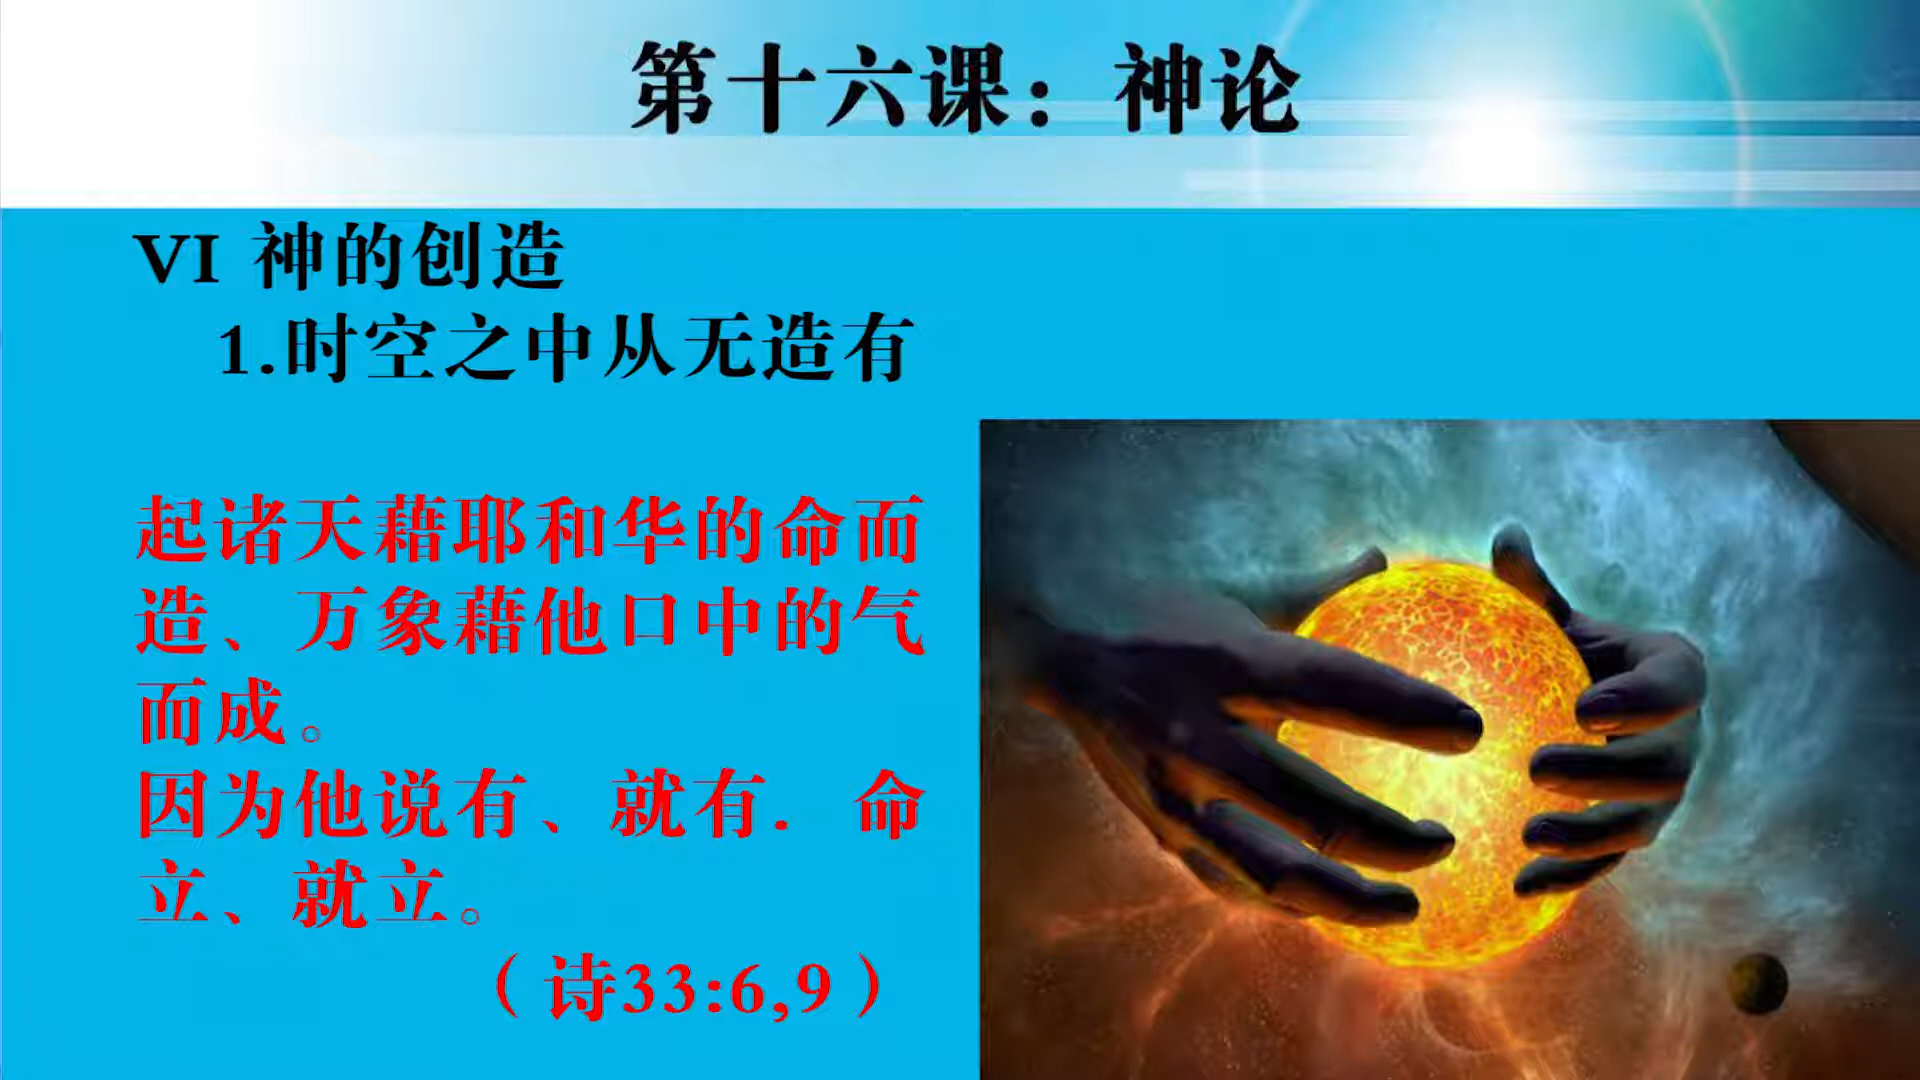 第十六课：神论
VI 神的创造
1.时空之中从无造有
起诸天藉耶和华的命而
造、万象藉他口中的气
而成。
因为他说有、就有．命
立、就立。
（诗33:6,9）